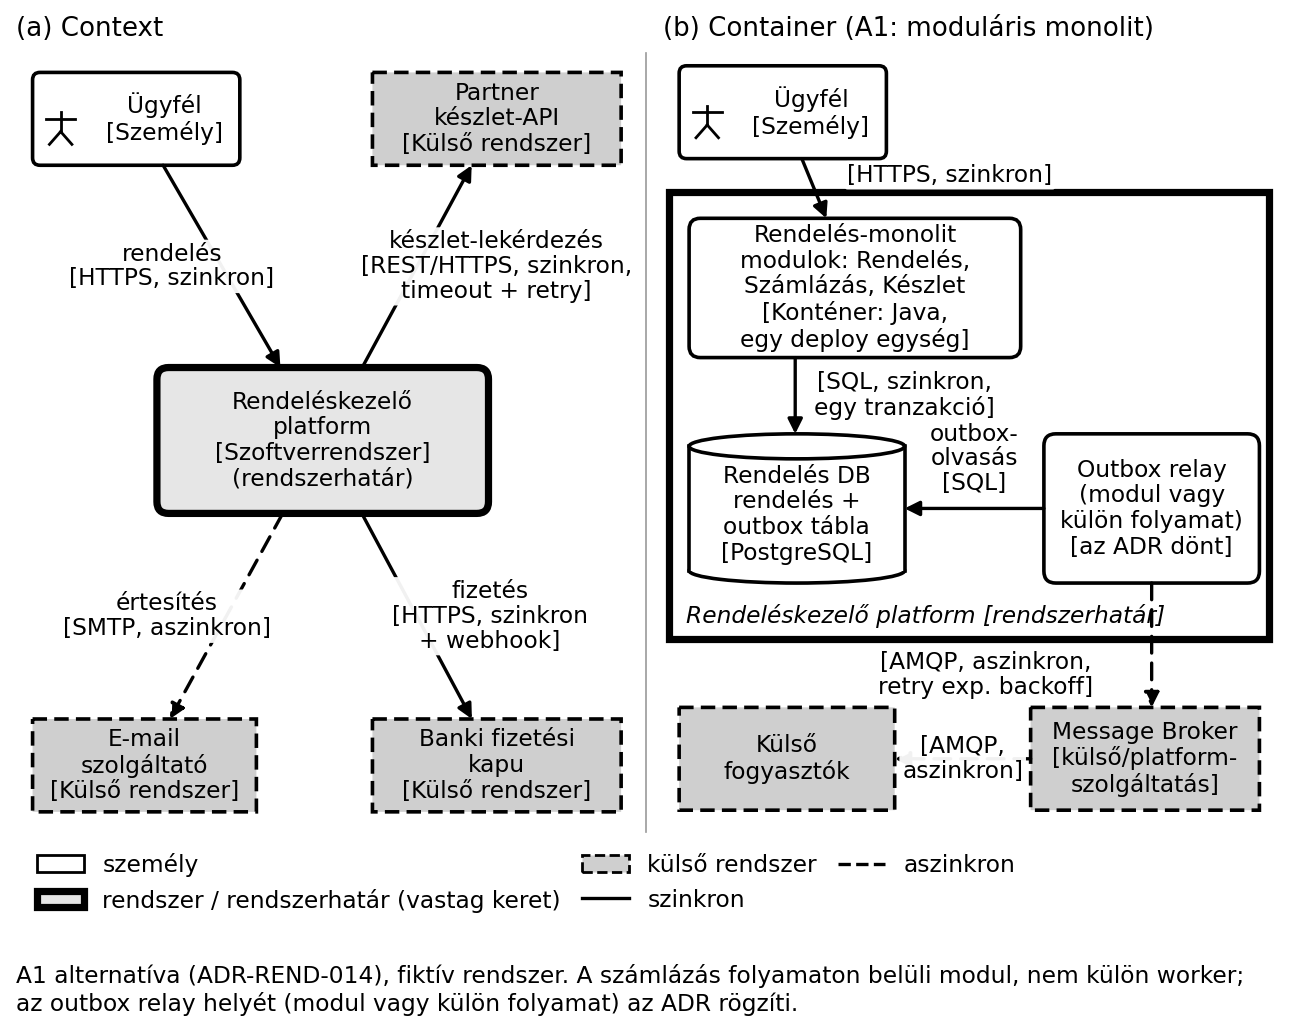 (a) Context
Ügyfél
[Személy]
Partner
készlet-API
[Külső rendszer]
rendelés
[HTTPS, szinkron]
készlet-lekérdezés
[REST/HTTPS, szinkron,
timeout + retry]
Rendeléskezelő
platform
[Szoftverrendszer]
(rendszerhatár)
értesítés
[SMTP, aszinkron]
fizetés
[HTTPS, szinkron
+ webhook]
E-mail
szolgáltató
[Külső rendszer]
Banki fizetési
kapu
[Külső rendszer]
(b) Container (A1: moduláris monolit)
Ügyfél
[Személy]
[HTTPS, szinkron]
Rendelés-monolit
modulok: Rendelés,
Számlázás, Készlet
[Konténer: Java,
egy deploy egység]
[SQL, szinkron,
egy tranzakció]
outbox-
olvasás
[SQL]
Rendelés DB
rendelés +
outbox tábla
[PostgreSQL]
Outbox relay
(modul vagy
külön folyamat)
[az ADR dönt]
Rendeléskezelő platform [rendszerhatár]
[AMQP, aszinkron,
retry exp. backoff]
Külső
fogyasztók
[AMQP,
aszinkron]
Message Broker
[külső/platform-
szolgáltatás]
személy
rendszer / rendszerhatár (vastag keret)
külső rendszer
szinkron
aszinkron
A1 alternatíva (ADR-REND-014), fiktív rendszer. A számlázás folyamaton belüli modul, nem külön worker;
az outbox relay helyét (modul vagy külön folyamat) az ADR rögzíti.